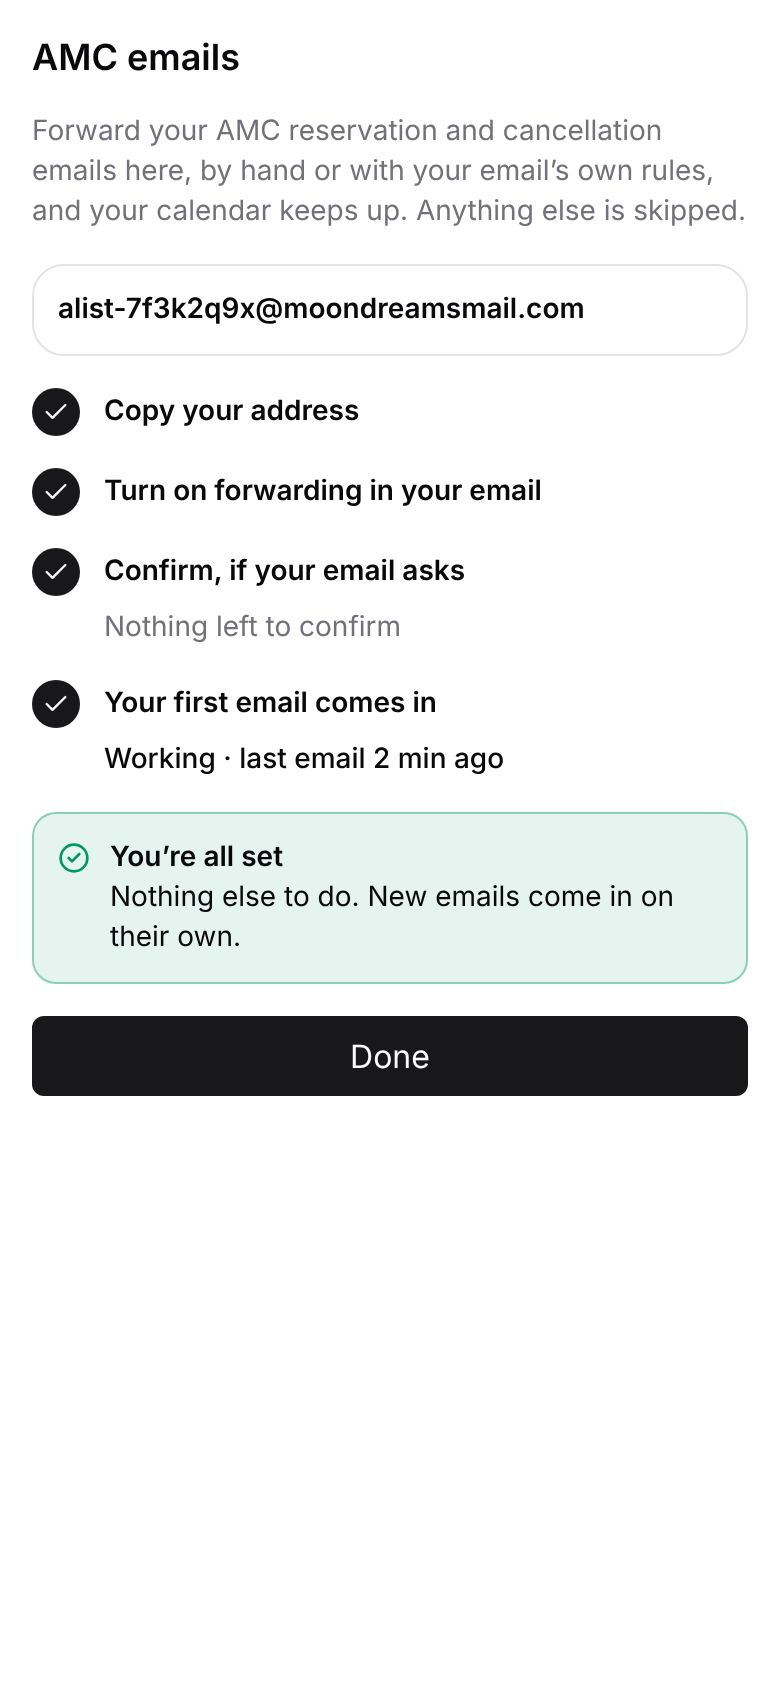 AMC emails
Forward your AMC reservation and cancellation
emails here, by hand or with your email’s own rules,
and your calendar keeps up. Anything else is skipped.
alist-7f3k2q9x@moondreamsmail.com
Copy your address
Turn on forwarding in your email
Confirm, if your email asks
Nothing left to confirm
Your first email comes in
Working · last email 2 min ago
You’re all set
Nothing else to do. New emails come in on
their own.
Done